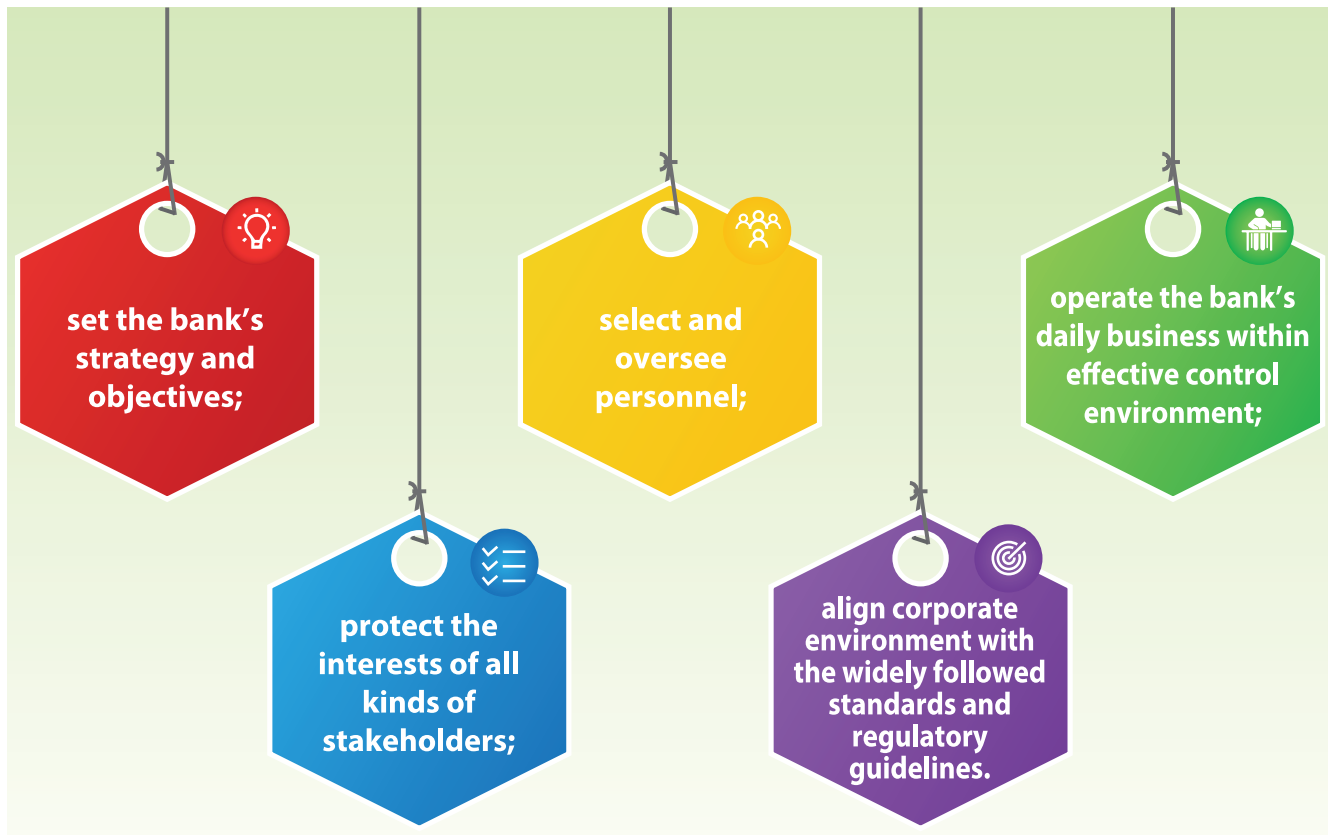 set the bank’s
strategy and
objectives;
select and
oversee
personnel;
operate the bank’s
daily business within
effective control
environment;
protect the
interests of all
kinds of
stakeholders;
align corporate
environment with
the widely followed
standards and
regulatory
guidelines.